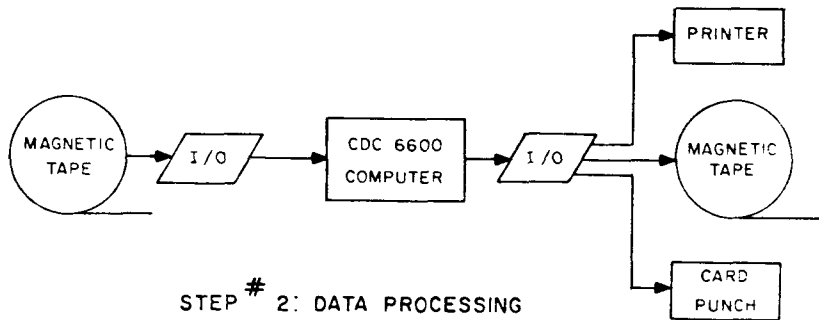 PRINTER
MAGNETIC
TAPE
I/O
CDC 6600
COMPUTER
I/O
MAGNETIC
TAPE
CARD
PUNCH
STEP # 2: DATA PROCESSING